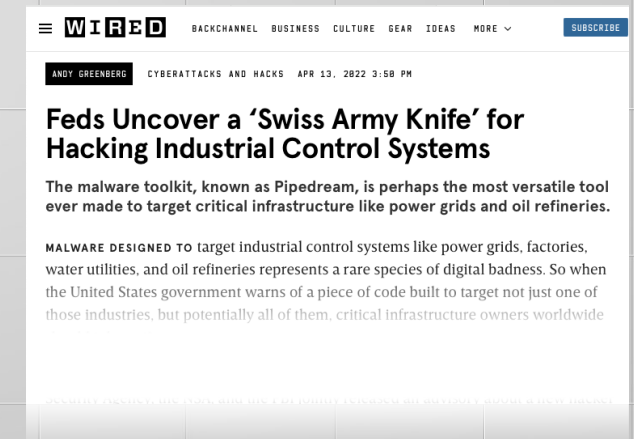 WIRED
BACKCHANNEL BUSINESS CULTURE GEAR IDEAS MORE
SUBSCRIBE
ANDY GREENBERG CYBERATTACKS AND HACKS APR 13, 2022 3:50 PM
Feds Uncover a ‘Swiss Army Knife’ for
Hacking Industrial Control Systems
The malware toolkit, known as Pipedream, is perhaps the most versatile tool
ever made to target critical infrastructure like power grids and oil refineries.
MALWARE DESIGNED TO target industrial control systems like power grids, factories,
water utilities, and oil refineries represents a rare species of digital badness. So when
the United States government warns of a piece of code built to target not just one of
those industries, but potentially all of them, critical infrastructure owners worldwide